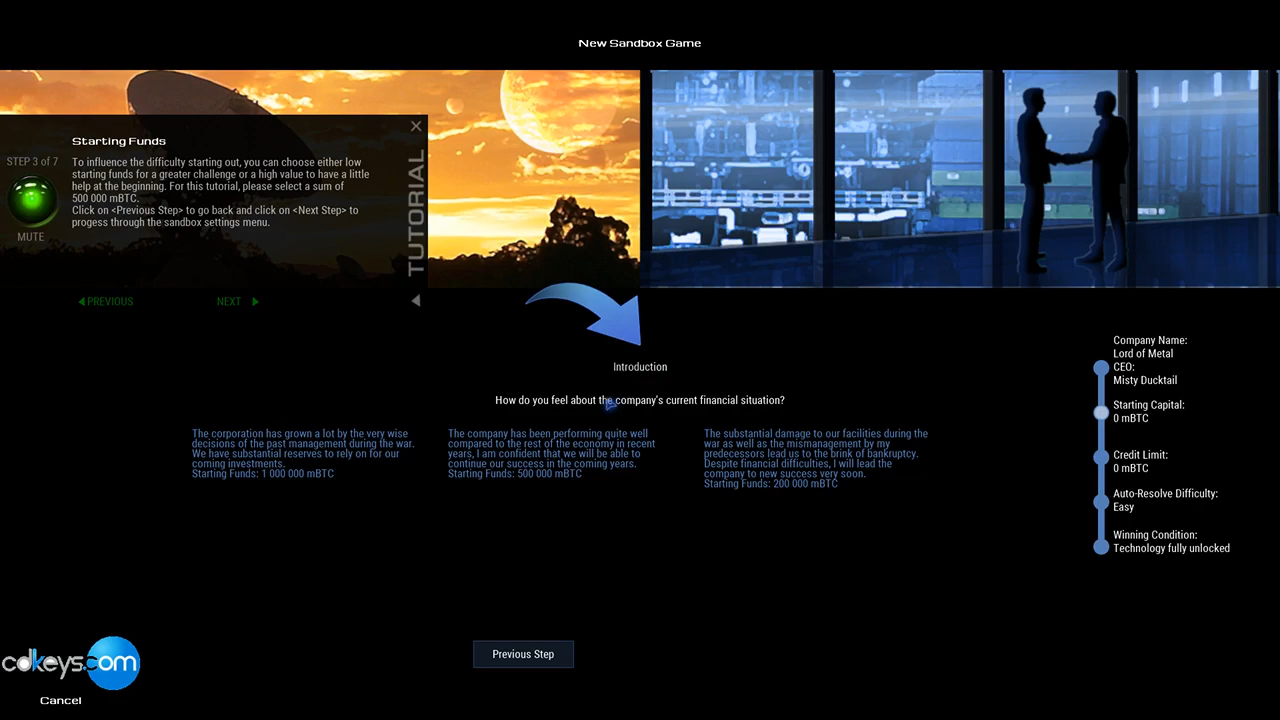 New Sandbox Game
Starting Funds
STEP 3 of 7
To influence the difficulty starting out, you can choose either low
starting funds for a greater challenge or a high value to have a little
help at the beginning. For this tutorial, please select a sum of
500 000 mBTC.
Click on <Previous Step> to go back and click on <Next Step> to
progess through the sandbox settings menu.
MUTE
TUTORIAL
PREVIOUS
NEXT
Introduction
How do you feel about the company's current financial situation?
The corporation has grown a lot by the very wise
decisions of the past management during the war.
We have substantial reserves to rely on for our
coming investments.
Starting Funds: 1 000 000 mBTC
The company has been performing quite well
compared to the rest of the economy in recent
years, I am confident that we will be able to
continue our success in the coming years.
Starting Funds: 500 000 mBTC
The substantial damage to our facilities during the
war as well as the mismanagement by my
predecessors lead us to the brink of bankruptcy.
Despite financial difficulties, I will lead the
company to new success very soon.
Starting Funds: 200 000 mBTC
Company Name:
Lord of Metal
CEO:
Misty Ducktail
Starting Capital:
0 mBTC
Credit Limit:
0 mBTC
Auto-Resolve Difficulty:
Easy
Winning Condition:
Technology fully unlocked
Previous Step
cdkeys.com
Cancel